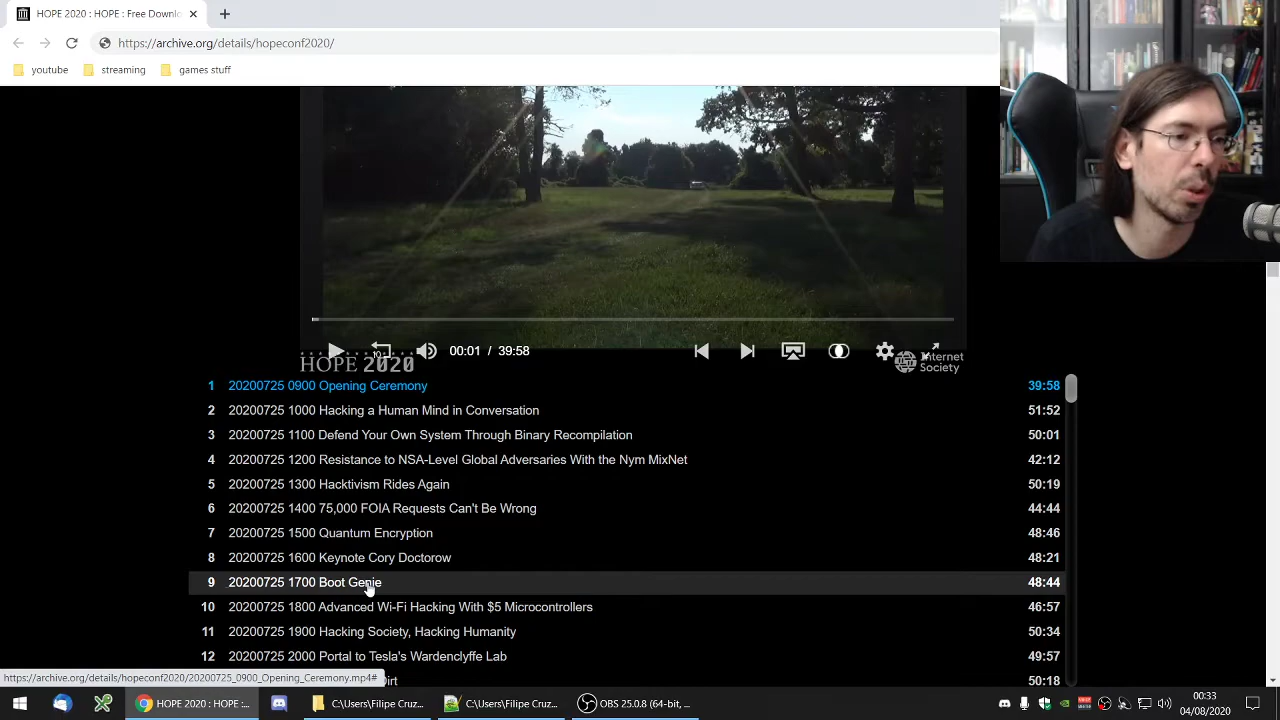 HOPE 2020 : HOPE : Free Downlo
https://archive.org/details/hopeconf2020/
youtube
streaming
games stuff
10
00:01 / 39:58
HOPE 2020
Internet
Society
1 20200725 0900 Opening Ceremony 39:58
2 20200725 1000 Hacking a Human Mind in Conversation 51:52
3 20200725 1100 Defend Your Own System Through Binary Recompilation 50:01
4 20200725 1200 Resistance to NSA-Level Global Adversaries With the Nym MixNet 42:12
5 20200725 1300 Hacktivism Rides Again 50:19
6 20200725 1400 75,000 FOIA Requests Can't Be Wrong 44:44
7 20200725 1500 Quantum Encryption 48:46
8 20200725 1600 Keynote Cory Doctorow 48:21
9 20200725 1700 Boot Genie 48:44
10 20200725 1800 Advanced Wi-Fi Hacking With $5 Microcontrollers 46:57
11 20200725 1900 Hacking Society, Hacking Humanity 50:34
12 20200725 2000 Portal to Tesla's Wardenclyffe Lab 49:57
https://archive.org/details/hopeconf2020/20200725_0900_Opening_Ceremony.mp4#
Dirt 50:18
HOPE 2020 : HOPE :...
C:\Users\Filipe Cruz...
C:\Users\Filipe Cruz...
OBS 25.0.8 (64-bit, ...
00:33
04/08/2020